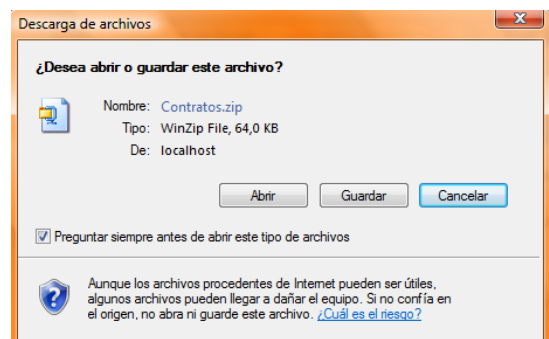 Descarga de archivos
¿Desea abrir o guardar este archivo?
Nombre: Contratos.zip
Tipo: WinZip File, 64,0 KB
De: localhost
Abrir Guardar Cancelar
Preguntar siempre antes de abrir este tipo de archivos
Aunque los archivos procedentes de Internet pueden ser útiles,
algunos archivos pueden llegar a dañar el equipo. Si no confía en
el origen, no abra ni guarde este archivo. ¿Cuál es el riesgo?